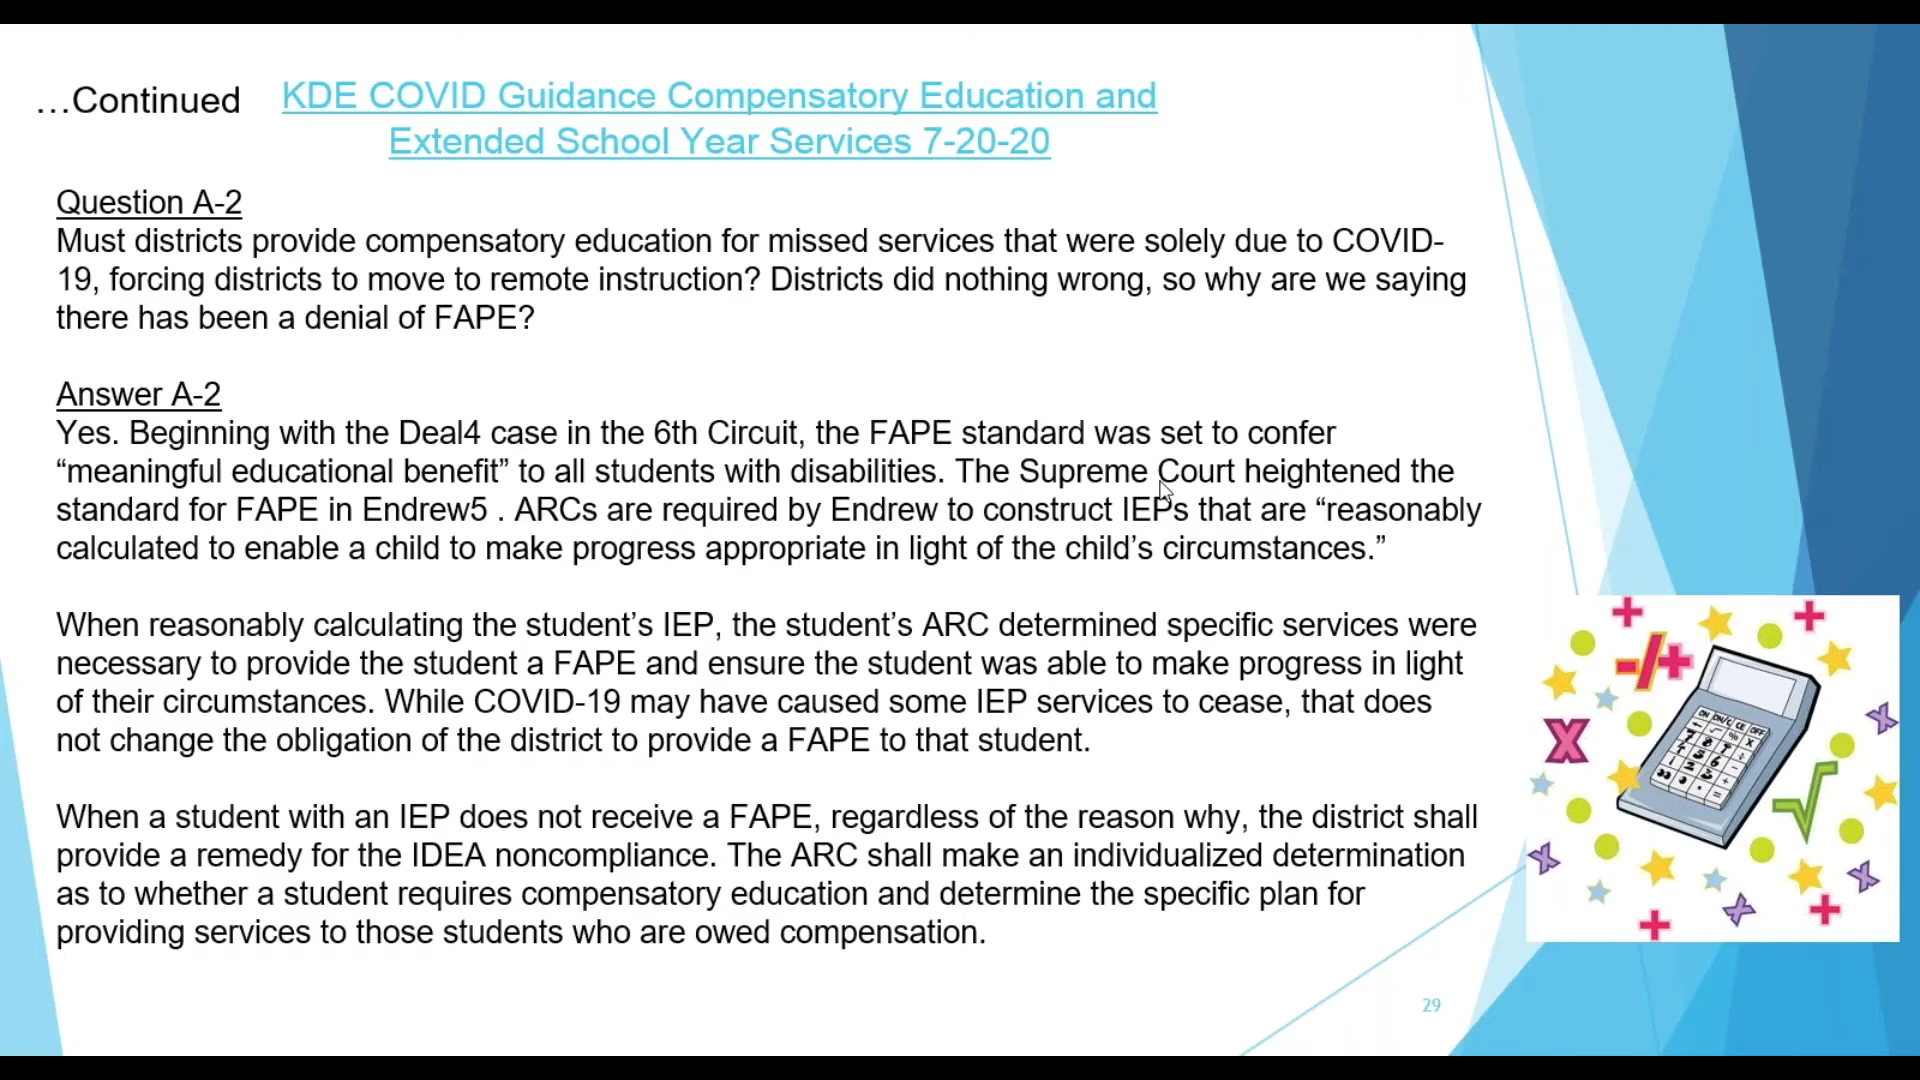 …Continued
KDE COVID Guidance Compensatory Education and
Extended School Year Services 7-20-20
Question A-2
Must districts provide compensatory education for missed services that were solely due to COVID-
19, forcing districts to move to remote instruction? Districts did nothing wrong, so why are we saying
there has been a denial of FAPE?
Answer A-2
Yes. Beginning with the Deal4 case in the 6th Circuit, the FAPE standard was set to confer
“meaningful educational benefit” to all students with disabilities. The Supreme Court heightened the
standard for FAPE in Endrew5 . ARCs are required by Endrew to construct IEPs that are “reasonably
calculated to enable a child to make progress appropriate in light of the child’s circumstances.”
When reasonably calculating the student’s IEP, the student’s ARC determined specific services were
necessary to provide the student a FAPE and ensure the student was able to make progress in light
of their circumstances. While COVID-19 may have caused some IEP services to cease, that does
not change the obligation of the district to provide a FAPE to that student.
When a student with an IEP does not receive a FAPE, regardless of the reason why, the district shall
provide a remedy for the IDEA noncompliance. The ARC shall make an individualized determination
as to whether a student requires compensatory education and determine the specific plan for
providing services to those students who are owed compensation.
29